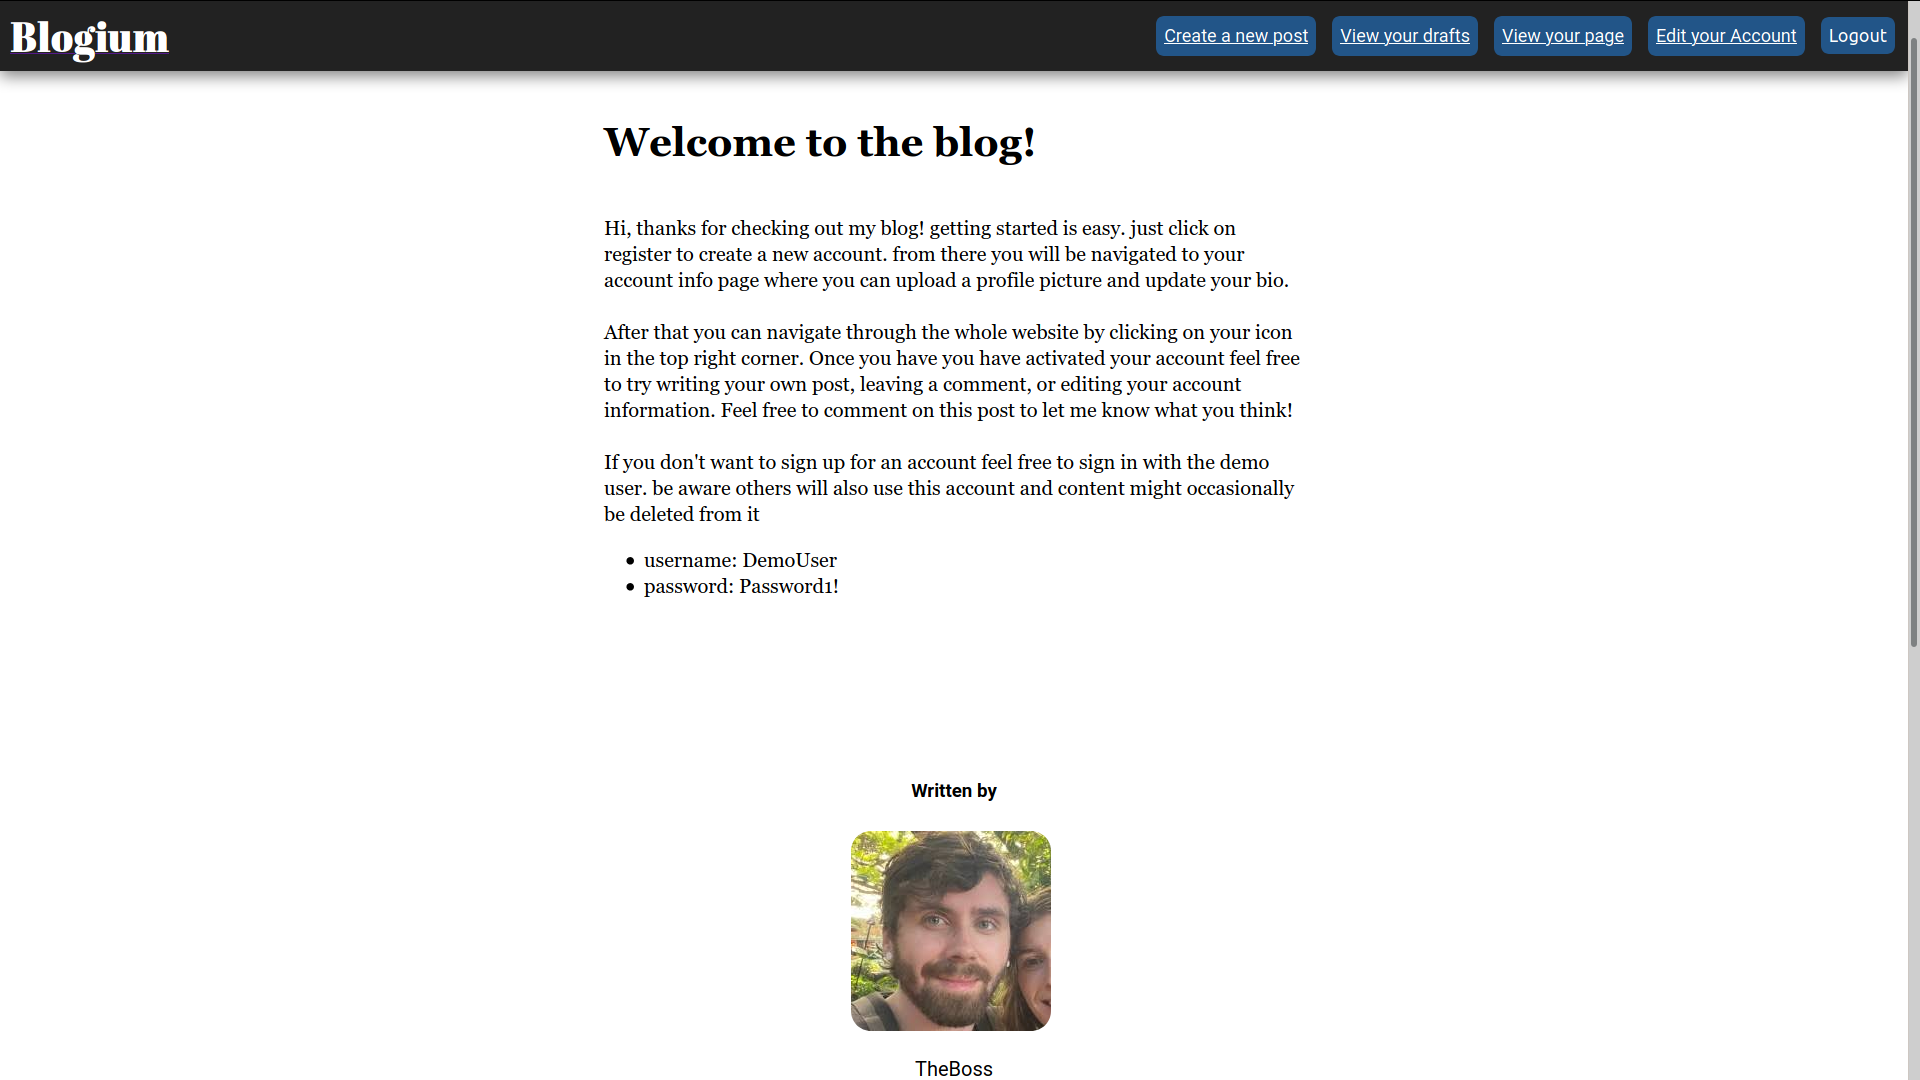 Blogium
Create a new post
View your drafts
View your page
Edit your Account
Logout
Welcome to the blog!
Hi, thanks for checking out my blog! getting started is easy. just click on
register to create a new account. from there you will be navigated to your
account info page where you can upload a profile picture and update your bio.
After that you can navigate through the whole website by clicking on your icon
in the top right corner. Once you have you have activated your account feel free
to try writing your own post, leaving a comment, or editing your account
information. Feel free to comment on this post to let me know what you think!
If you don't want to sign up for an account feel free to sign in with the demo
user. be aware others will also use this account and content might occasionally
be deleted from it
username: DemoUser
password: Password1!
Written by
TheBoss